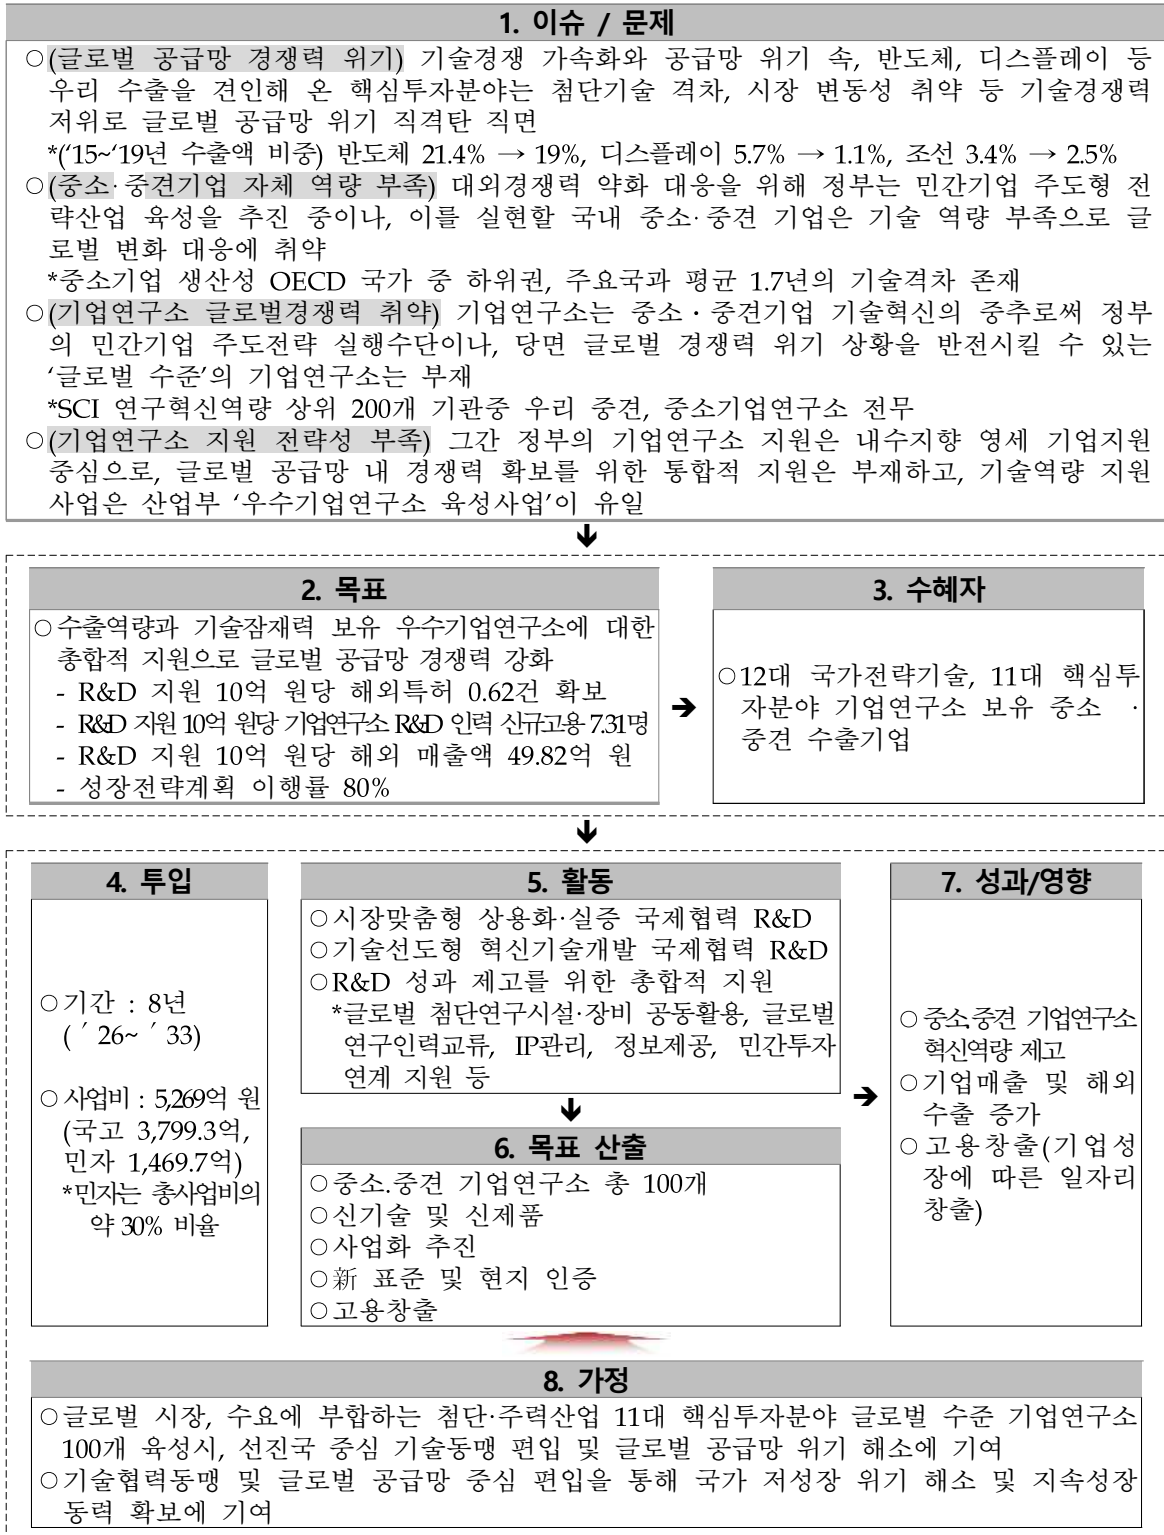 1. 이슈 / 문제
○(글로벌 공급망 경쟁력 위기) 기술경쟁 가속화와 공급망 위기 속, 반도체, 디스플레이 등
우리 수출을 견인해 온 핵심투자분야는 첨단기술 격차, 시장 변동성 취약 등 기술경쟁력
저위로 글로벌 공급망 위기 직격탄 직면
*('15~'19년 수출액 비중) 반도체 21.4% → 19%, 디스플레이 5.7% → 1.1%, 조선 3.4% → 2.5%
○(중소·중견기업 자체 역량 부족) 대외경쟁력 약화 대응을 위해 정부는 민간기업 주도형 전
략산업 육성을 추진 중이나, 이를 실현할 국내 중소·중견 기업은 기술 역량 부족으로 글
로벌 변화 대응에 취약
*중소기업 생산성 OECD 국가 중 하위권, 주요국과 평균 1.7년의 기술격차 존재
○(기업연구소 글로벌경쟁력 취약) 기업연구소는 중소·중견기업 기술혁신의 중추로써 정부
의 민간기업 주도전략 실행수단이나, 당면 글로벌 경쟁력 위기 상황을 반전시킬 수 있는
'글로벌 수준'의 기업연구소는 부재
*SCI 연구혁신역량 상위 200개 기관중 우리 중견, 중소기업연구소 전무
○(기업연구소 지원 전략성 부족) 그간 정부의 기업연구소 지원은 내수지향 영세 기업지원
중심으로, 글로벌 공급망 내 경쟁력 확보를 위한 통합적 지원은 부재하고, 기술역량 지원
사업은 산업부 '우수기업연구소 육성사업'이 유일
2. 목표
○수출역량과 기술잠재력 보유 우수기업연구소에 대한
총합적 지원으로 글로벌 공급망 경쟁력 강화
- R&D 지원 10억 원당 해외특허 0.62건 확보
- R&D 지원 10억 원당 기업연구소 R&D 인력 신규고용 7.31명
- R&D 지원 10억 원당 해외 매출액 49.82억 원
- 성장전략계획 이행률 80%
3. 수혜자
○12대 국가전략기술, 11대 핵심투
자분야 기업연구소 보유 중소 ·
중견 수출기업
4. 투입
○기간 : 8년
(´26~´33)
○사업비 : 5,269억 원
(국고 3,799.3억,
민자 1,469.7억)
*민자는 총사업비의
약 30% 비율
5. 활동
○시장맞춤형 상용화·실증 국제협력 R&D
○기술선도형 혁신기술개발 국제협력 R&D
○R&D 성과 제고를 위한 총합적 지원
*글로벌 첨단연구시설·장비 공동활용, 글로벌
연구인력교류, IP관리, 정보제공, 민간투자
연계 지원 등
6. 목표 산출
○중소.중견 기업연구소 총 100개
○신기술 및 신제품
○사업화 추진
○新 표준 및 현지 인증
○고용창출
7. 성과/영향
○중소.중견 기업연구소
혁신역량 제고
○기업매출 및 해외
수출 증가
○고용창출(기업성
장에 따른 일자리
창출)
8. 가정
○글로벌 시장, 수요에 부합하는 첨단·주력산업 11대 핵심투자분야 글로벌 수준 기업연구소
100개 육성시, 선진국 중심 기술동맹 편입 및 글로벌 공급망 위기 해소에 기여
○기술협력동맹 및 글로벌 공급망 중심 편입을 통해 국가 저성장 위기 해소 및 지속성장
동력 확보에 기여